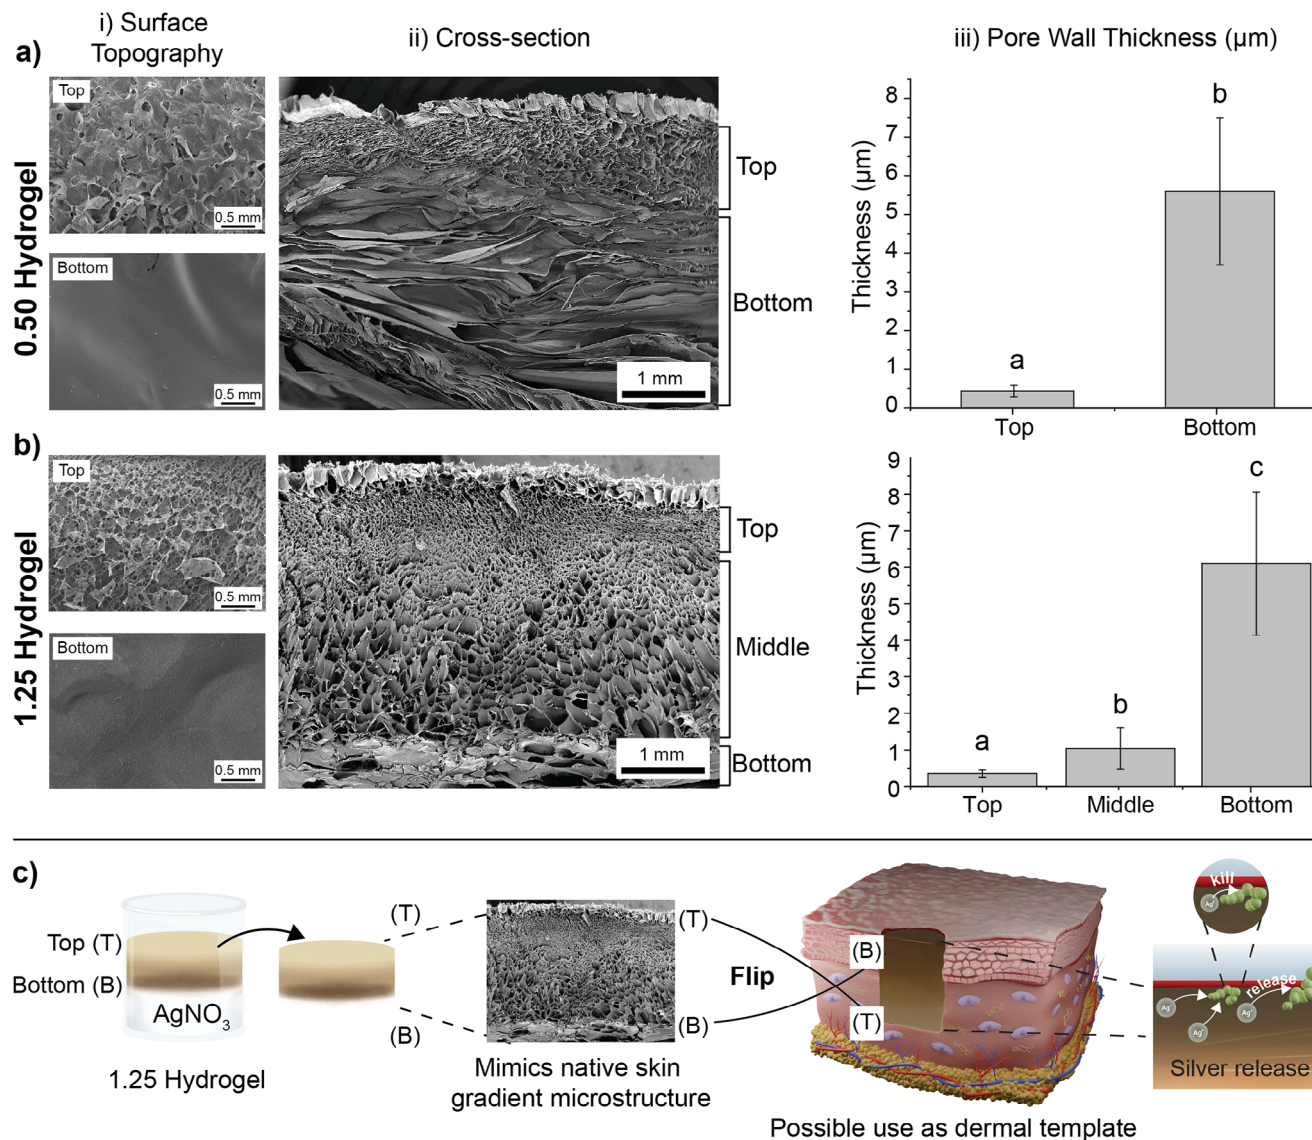 i) Surface
Topography
ii) Cross-section
iii) Pore Wall Thickness (µm)
a)
0.50 Hydrogel
Top
0.5 mm
Bottom
0.5 mm
1 mm
Top
Bottom
Thickness (µm)
8
7
6
5
4
3
2
1
0
a
b
Top
Bottom
b)
1.25 Hydrogel
Top
0.5 mm
Bottom
0.5 mm
1 mm
Top
Middle
Bottom
Thickness (µm)
9
8
7
6
5
4
3
2
1
0
a
b
c
Top
Middle
Bottom
c)
Top (T)
Bottom (B)
AgNO₃
1.25 Hydrogel
(T)
(B)
Mimics native skin
gradient microstructure
(T)
(B)
Flip
(B)
(T)
Possible use as dermal template
kill
Ag⁺
release
Ag⁺
Ag⁺
Ag⁺
Silver release